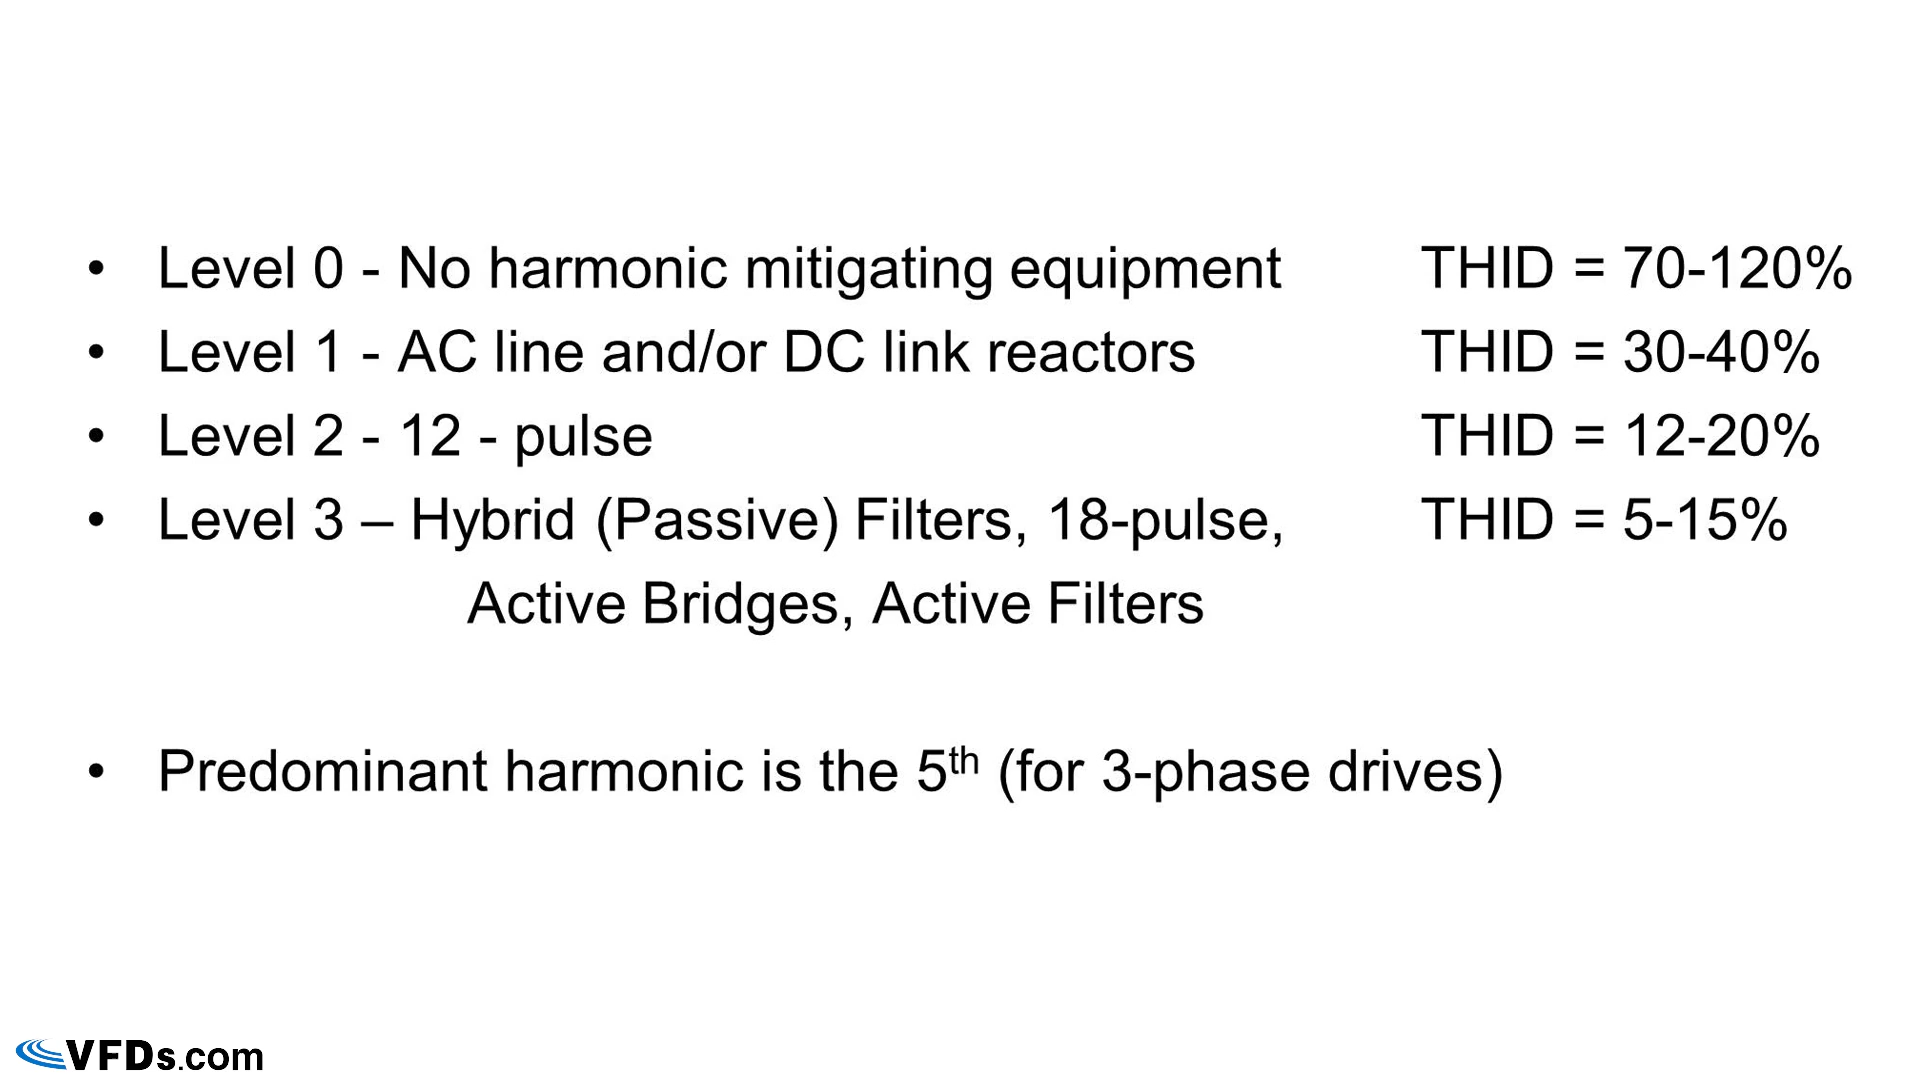 • Level 0 - No harmonic mitigating equipment THID = 70-120%
• Level 1 - AC line and/or DC link reactors THID = 30-40%
• Level 2 - 12 - pulse THID = 12-20%
• Level 3 – Hybrid (Passive) Filters, 18-pulse, THID = 5-15%
Active Bridges, Active Filters
• Predominant harmonic is the 5th (for 3-phase drives)
VFDs.com